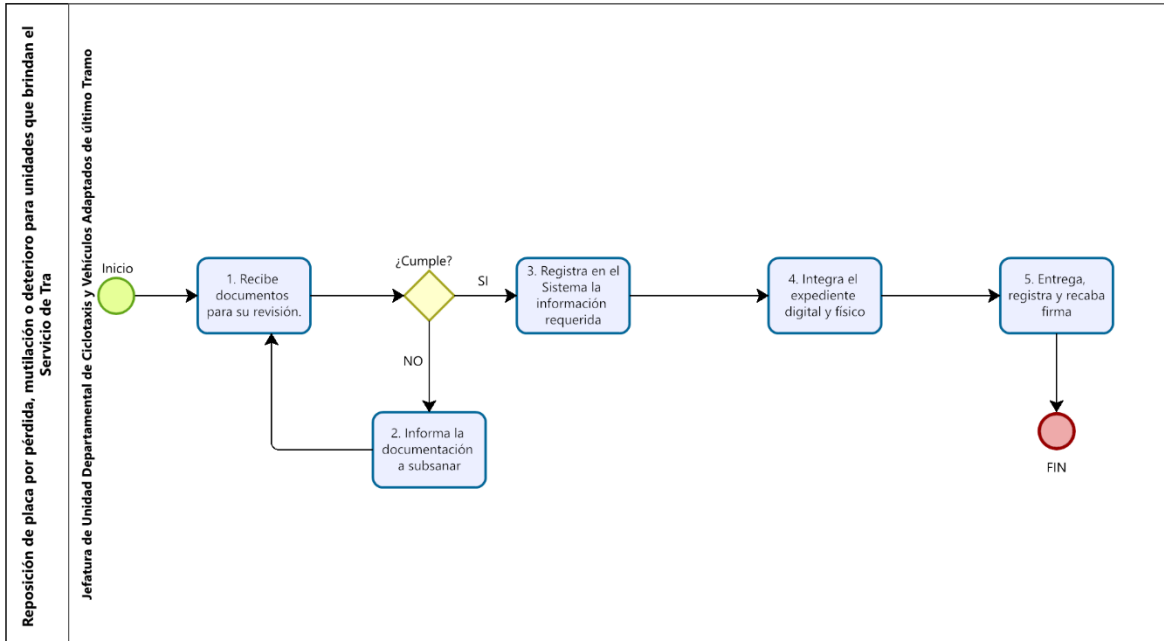 Reposición de placa por pérdida, mutilación o deterioro para unidades que brindan el
Servicio de Tra
Jefatura de Unidad Departamental de Ciclotaxis y Vehículos Adaptados de último Tramo
Inicio
1. Recibe
documentos
para su revisión.
¿Cumple?
SI
NO
2. Informa la
documentación
a subsanar
3. Registra en el
Sistema la
información
requerida
4. Integra el
expediente
digital y físico
5. Entrega,
registra y recaba
firma
FIN